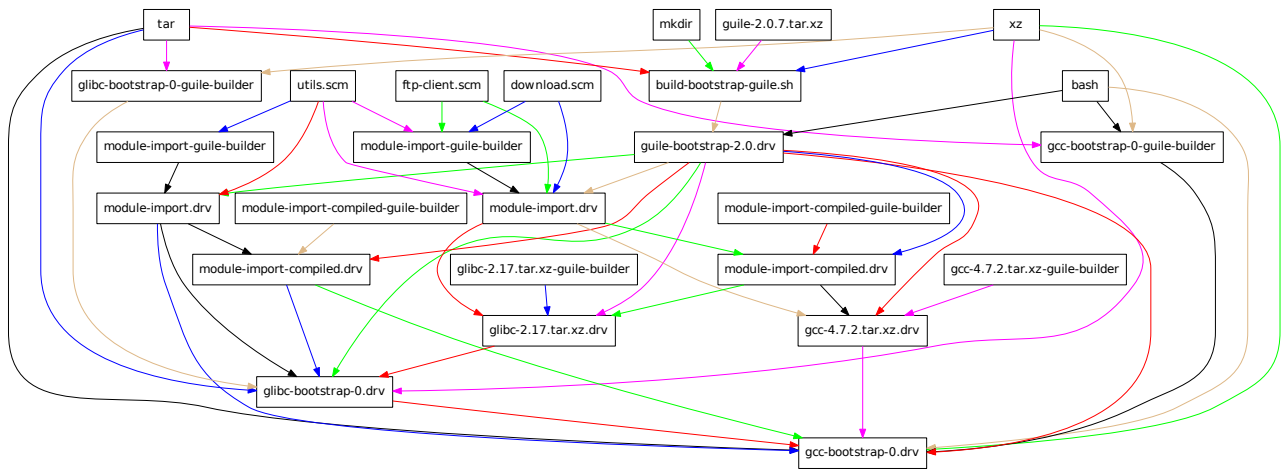 tar
mkdir
guile-2.0.7.tar.xz
xz
glibc-bootstrap-0-guile-builder
utils.scm
ftp-client.scm
download.scm
build-bootstrap-guile.sh
bash
module-import-guile-builder
module-import-guile-builder
guile-bootstrap-2.0.drv
gcc-bootstrap-0-guile-builder
module-import.drv
module-import-compiled-guile-builder
module-import.drv
module-import-compiled-guile-builder
module-import-compiled.drv
glibc-2.17.tar.xz-guile-builder
module-import-compiled.drv
gcc-4.7.2.tar.xz-guile-builder
glibc-2.17.tar.xz.drv
gcc-4.7.2.tar.xz.drv
glibc-bootstrap-0.drv
gcc-bootstrap-0.drv